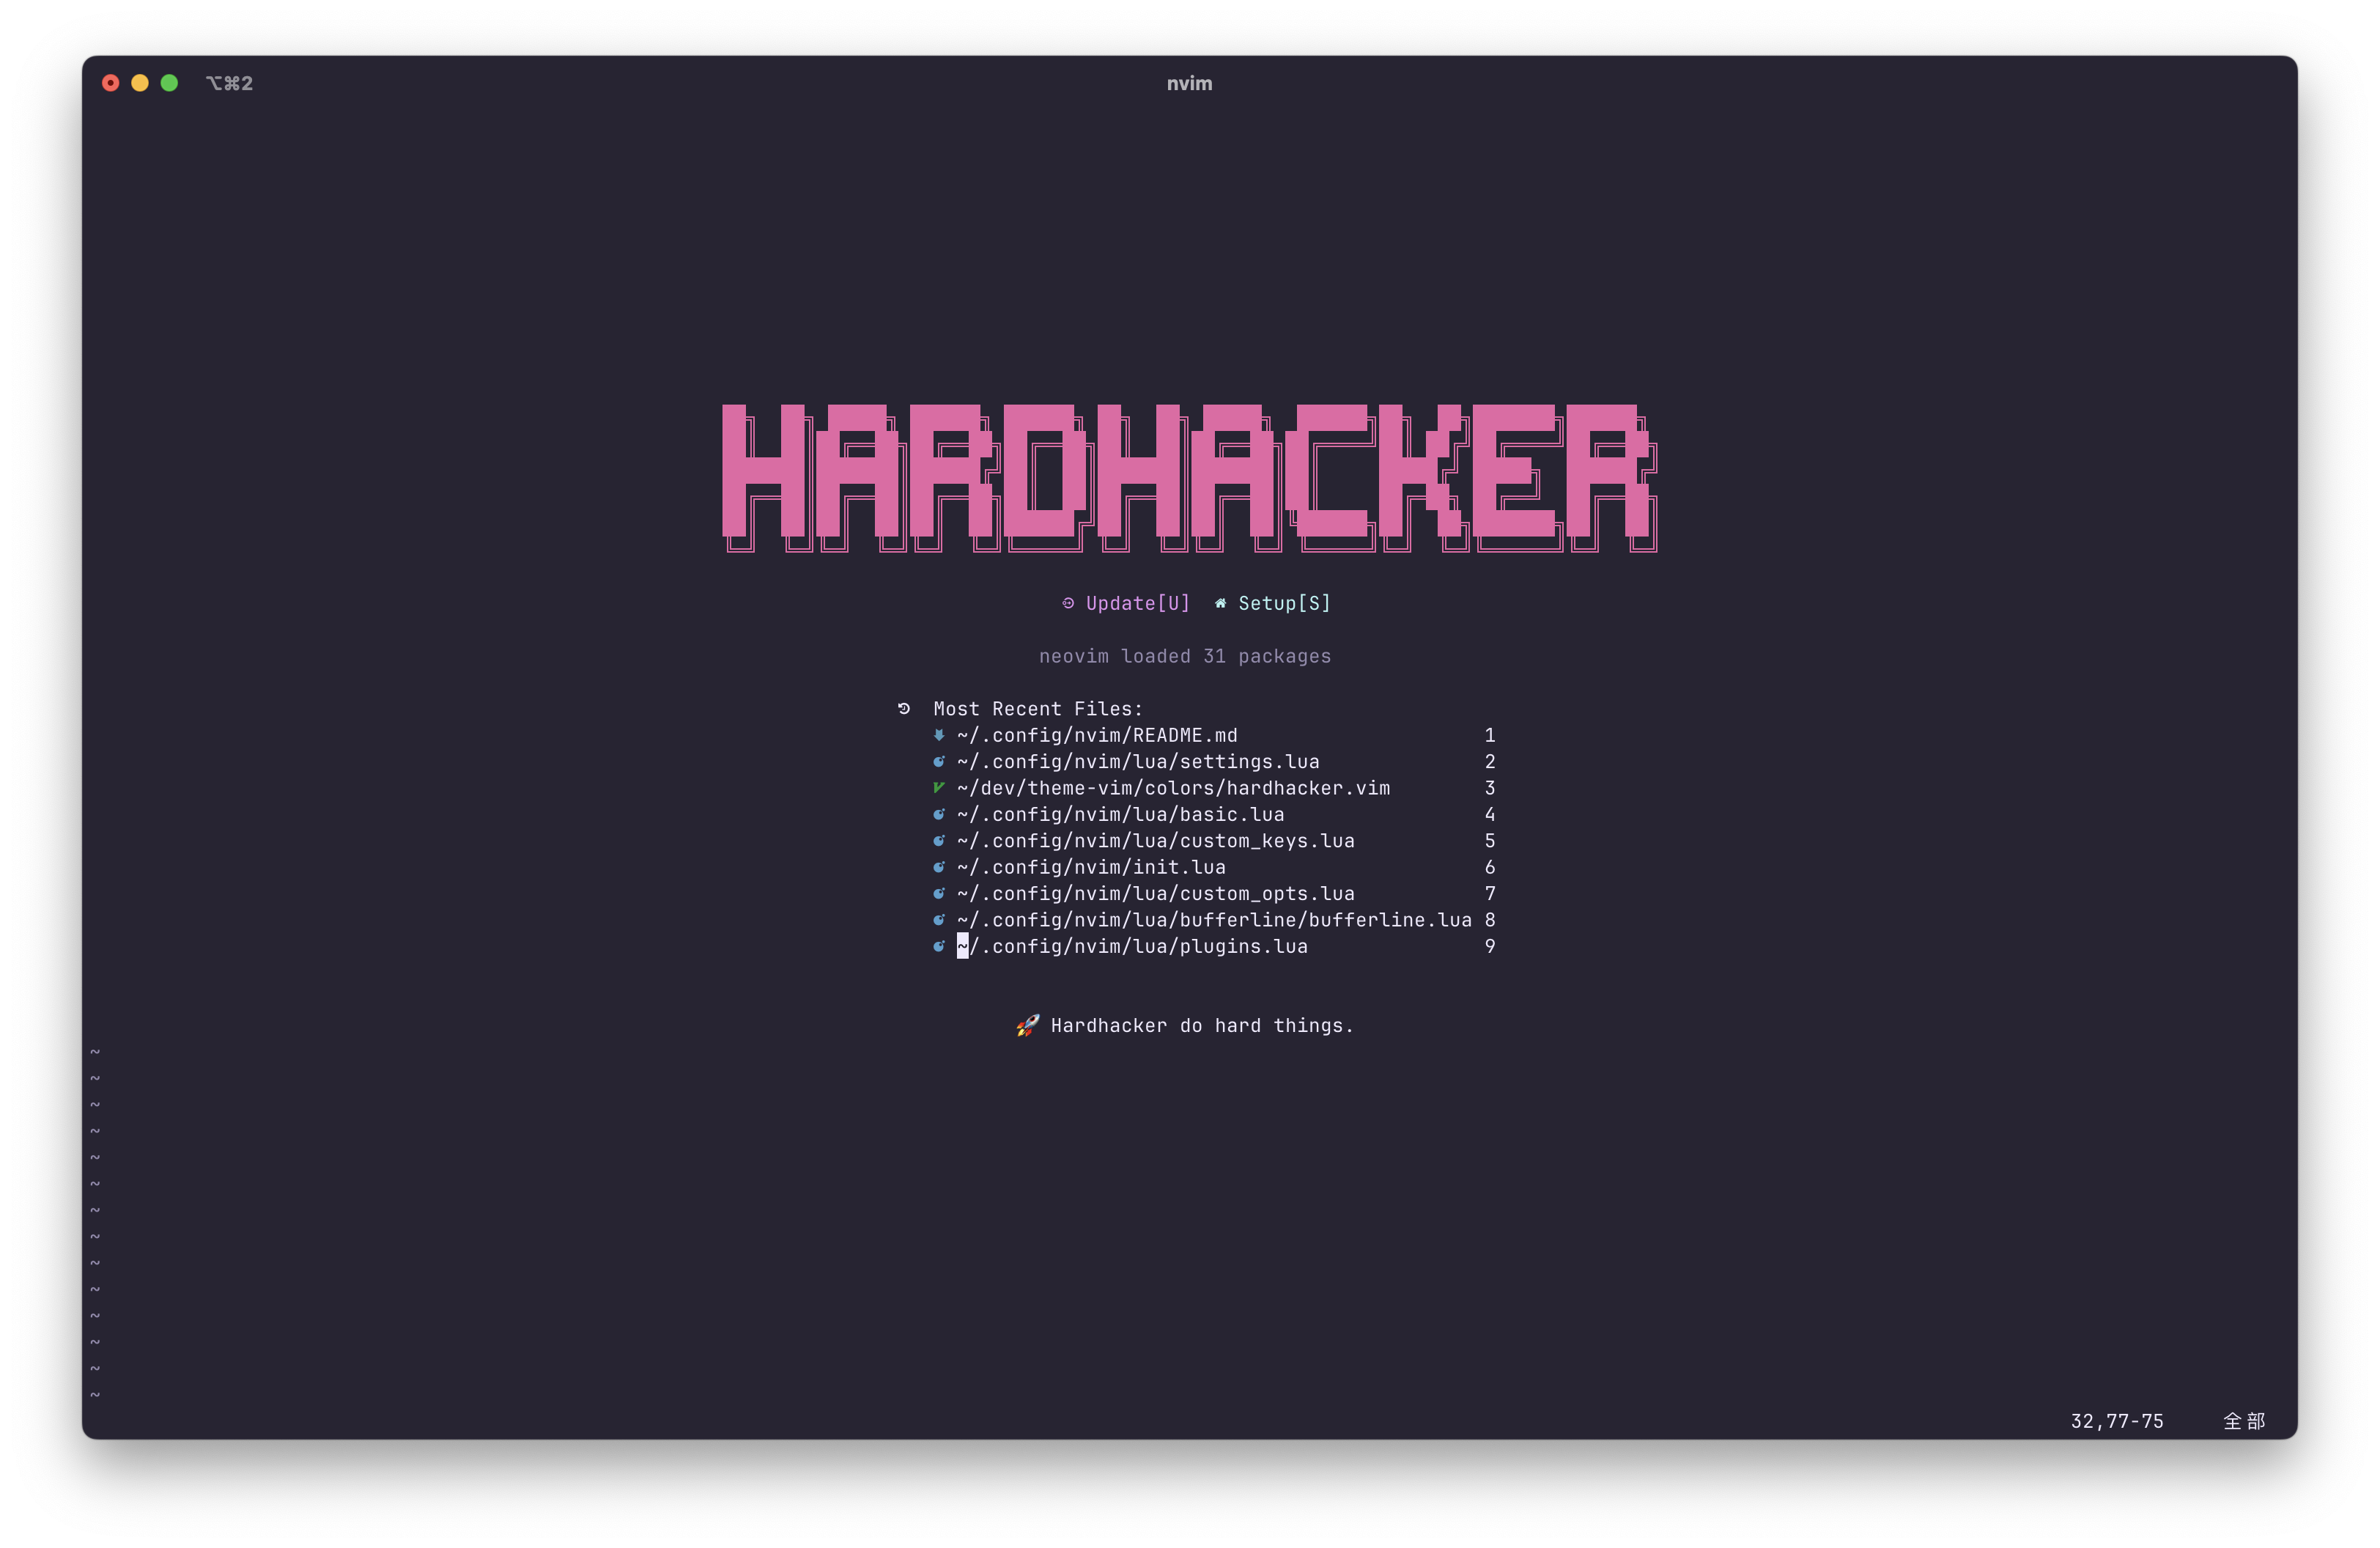 ⌥⌘2 nvim
HARDHACKER
Update[U] Setup[S]
neovim loaded 31 packages
Most Recent Files:
~/.config/nvim/README.md 1
~/.config/nvim/lua/settings.lua 2
~/dev/theme-vim/colors/hardhacker.vim 3
~/.config/nvim/lua/basic.lua 4
~/.config/nvim/lua/custom_keys.lua 5
~/.config/nvim/init.lua 6
~/.config/nvim/lua/custom_opts.lua 7
~/.config/nvim/lua/bufferline/bufferline.lua 8
~/.config/nvim/lua/plugins.lua 9
🚀 Hardhacker do hard things.
~
~
~
~
~
~
~
~
~
~
~
~
~
~
32,77-75 全部